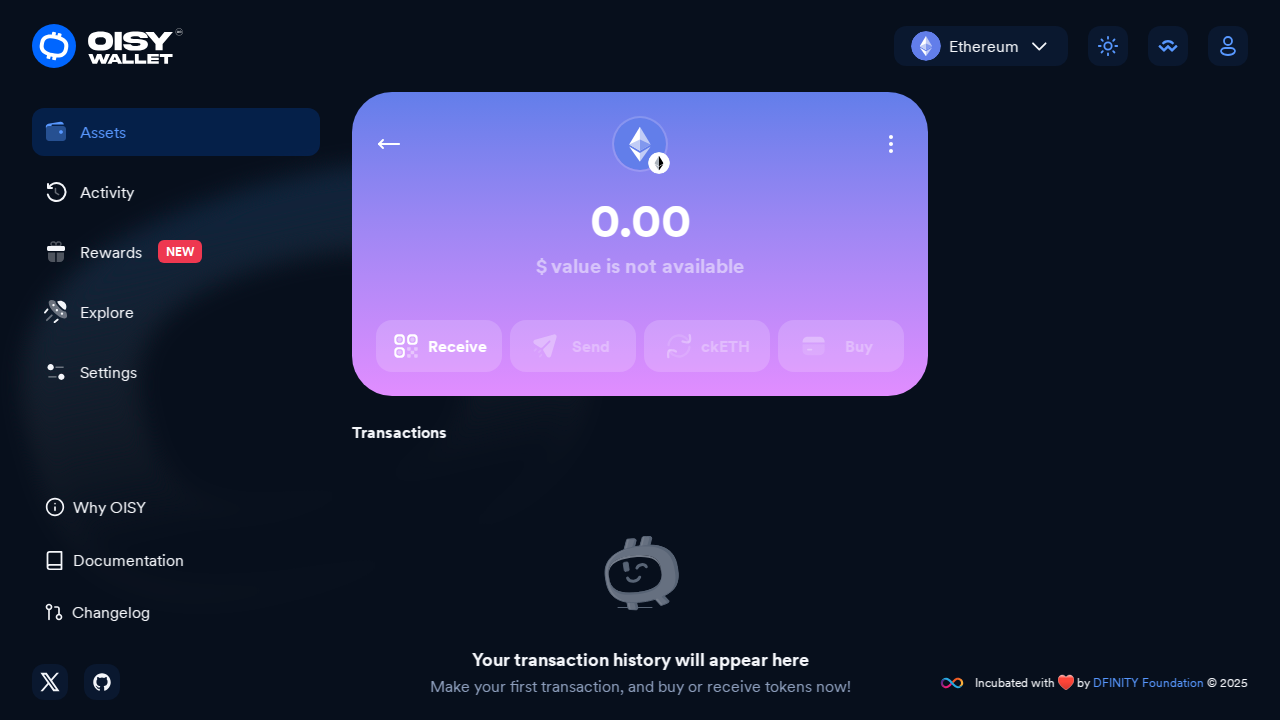 OISY
WALLET
Ethereum
Assets
Activity
Rewards NEW
Explore
Settings
Why OISY
Documentation
Changelog
0.00
$ value is not available
Receive
Send
ckETH
Buy
Transactions
Your transaction history will appear here
Make your first transaction, and buy or receive tokens now!
Incubated with ❤️ by DFINITY Foundation © 2025